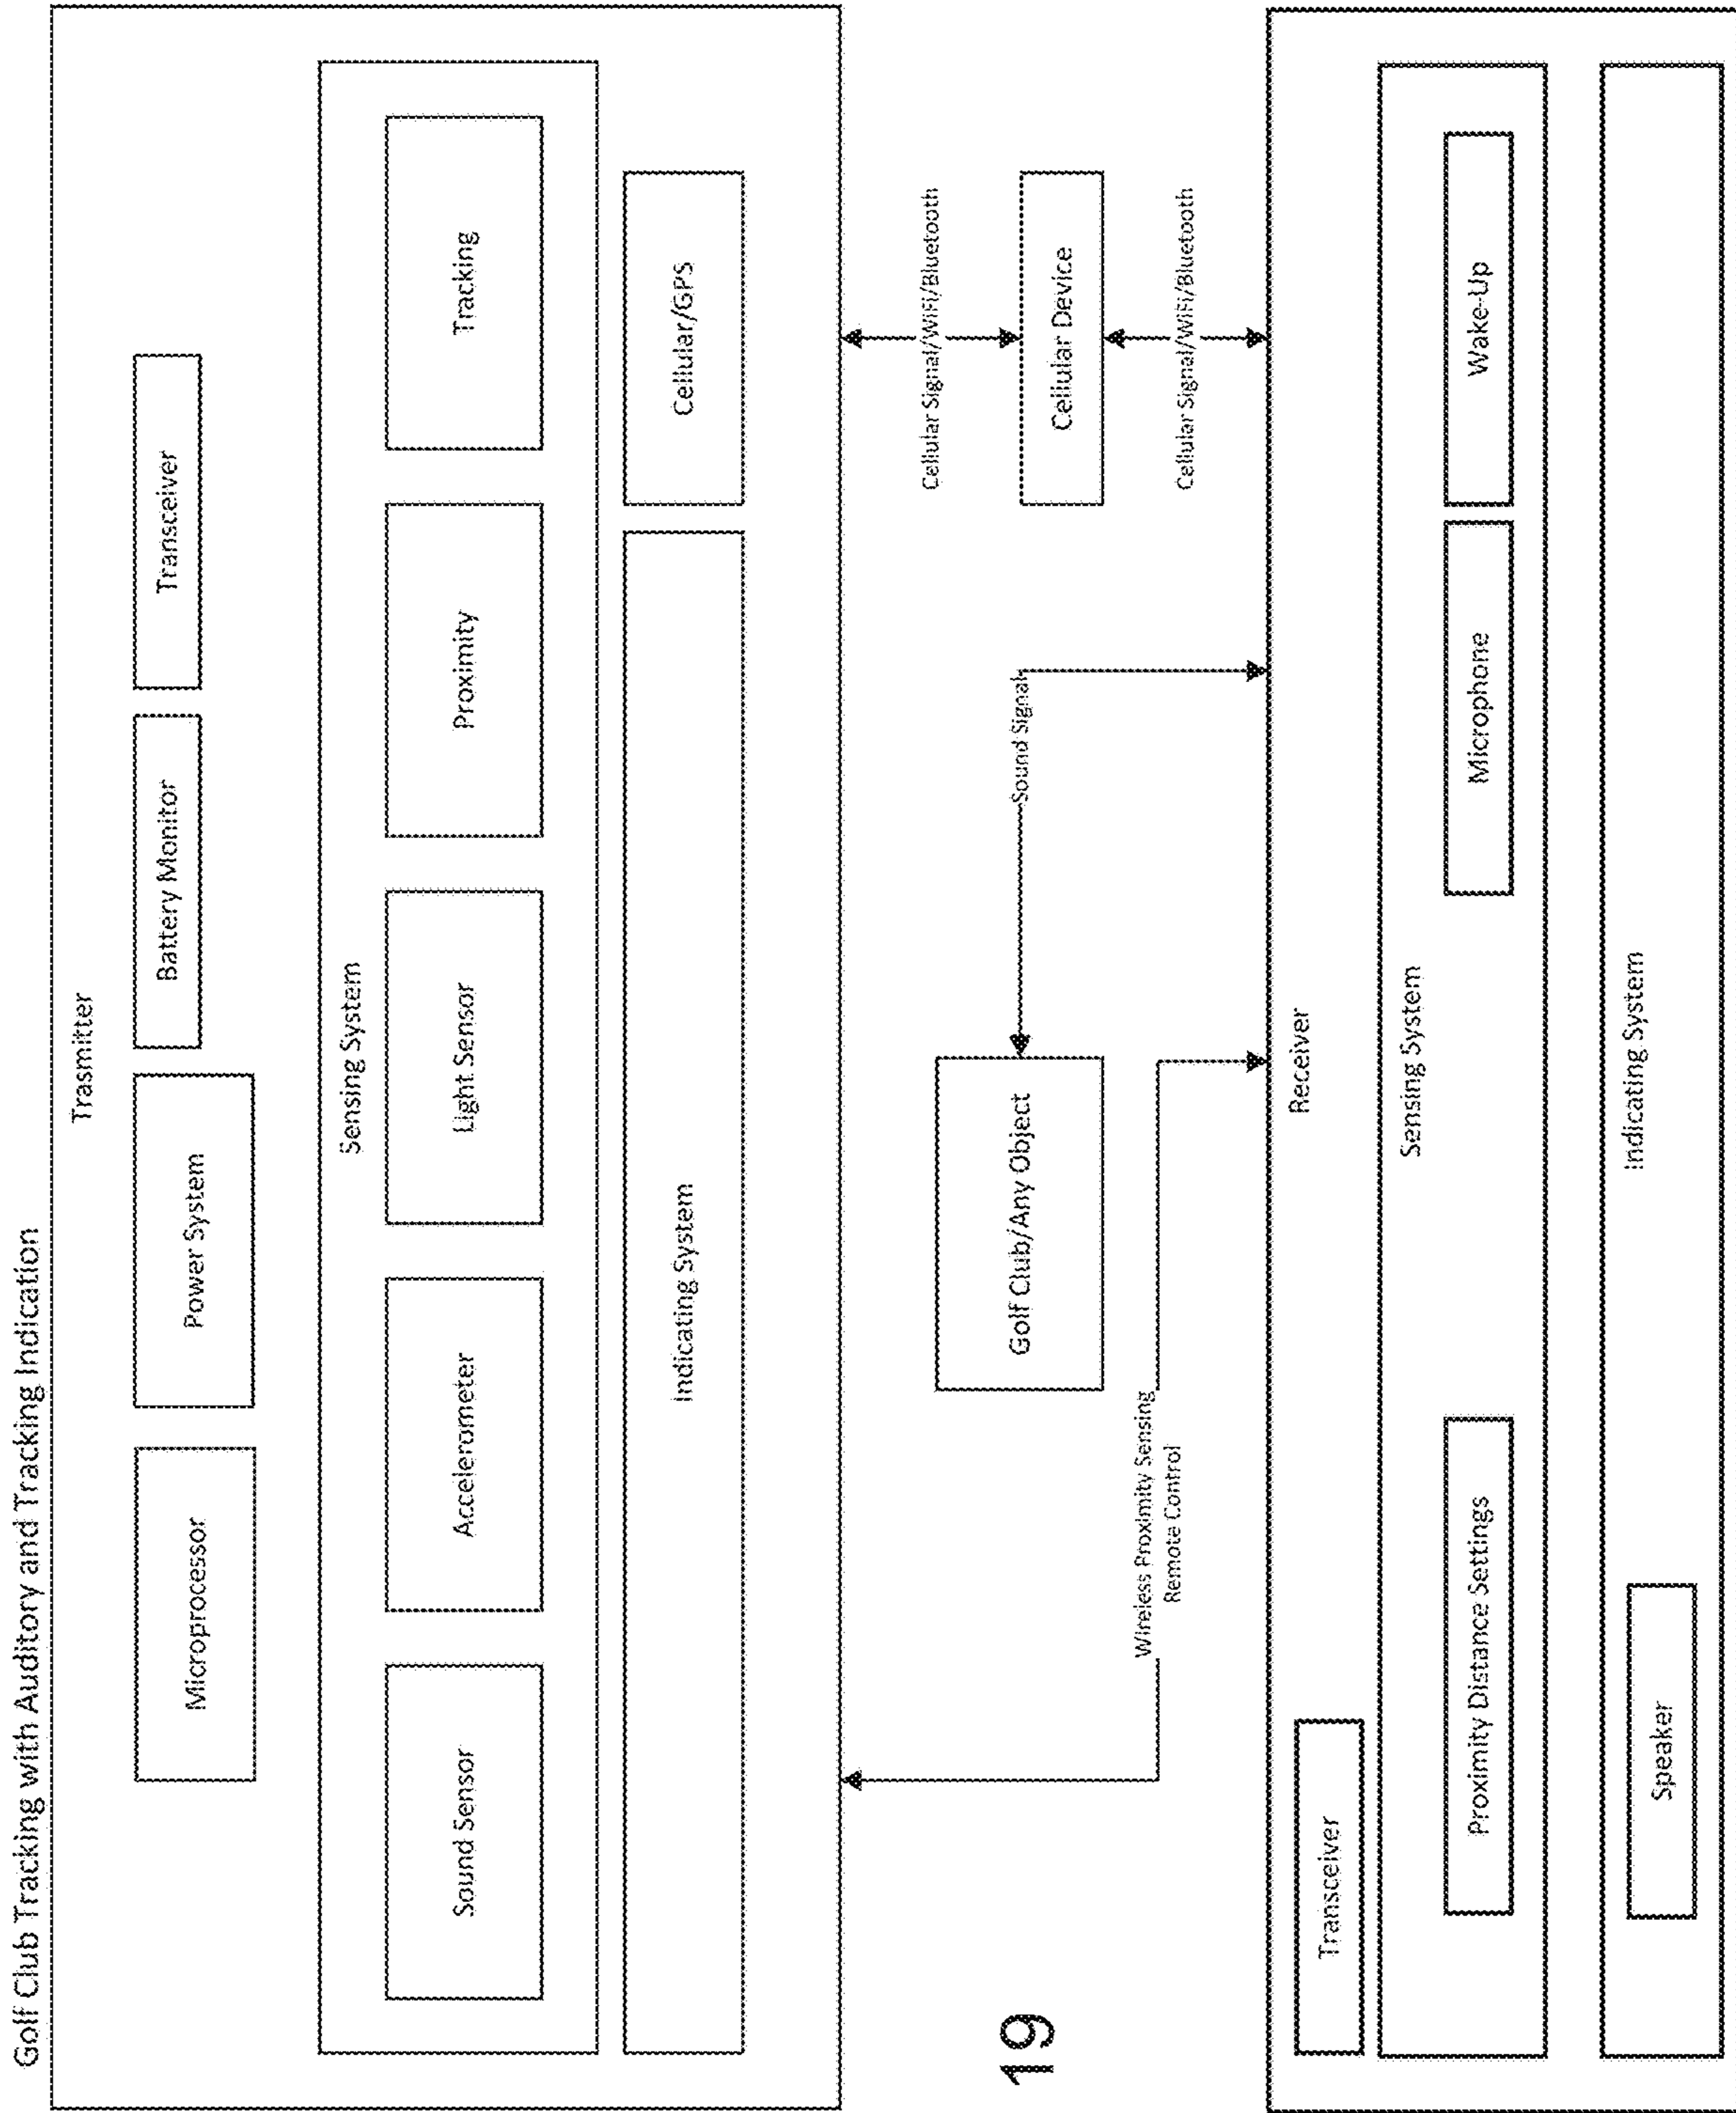 Golf Club Tracking with Auditory and Tracking Indication
Trasmitter
Microprocessor
Power System
Battery Monitor
Transceiver
Sensing System
Sound Sensor
Accelerometer
Light Sensor
Proximity
Tracking
Indicating System
Cellular/GPS
Cellular Signal/WiFi/Bluetooth
Golf Club/Any Object
Sound Signal
Cellular Device
Wireless Proximity Sensing
Remote Control
Cellular Signal/WiFi/Bluetooth
19
Receiver
Transceiver
Sensing System
Proximity Distance Settings
Microphone
Wake-Up
Indicating System
Speaker